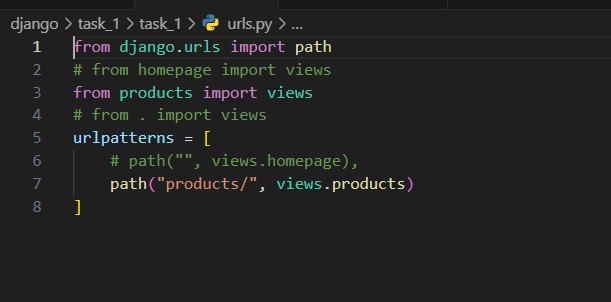 django > task_1 > task_1 > urls.py > ...
1 from django.urls import path
2 # from homepage import views
3 from products import views
4 # from . import views
5 urlpatterns = [
6     # path("", views.homepage),
7     path("products/", views.products)
8 ]